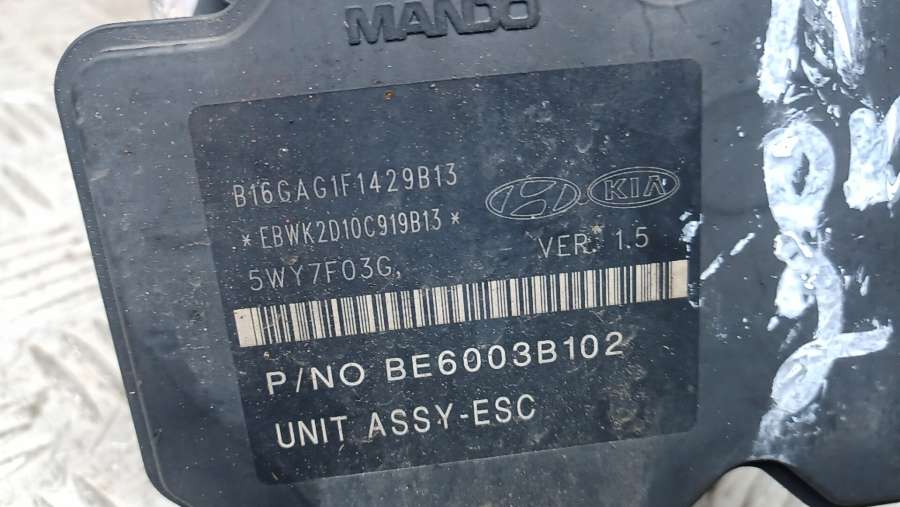 MANDO
B16GAG1F1429B13
KIA
*EBWK2D10C919B13*
VER. 1.5
5WY7F03G,
P/NO BE6003B102
UNIT ASSY-ESC